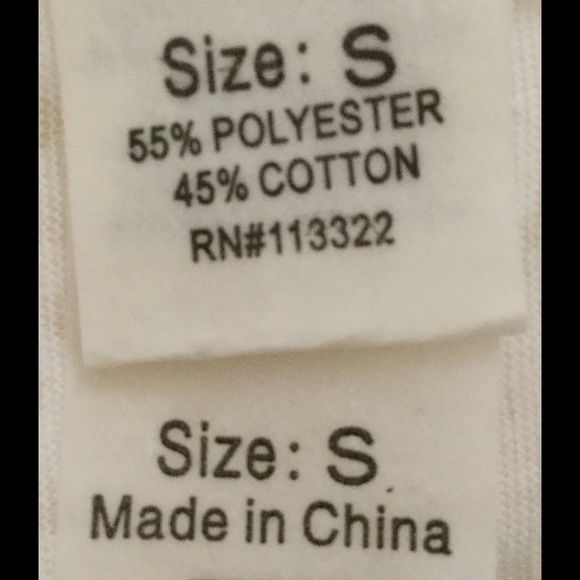 Size: S
55% POLYESTER
45% COTTON
RN#113322
Size: S
Made in China